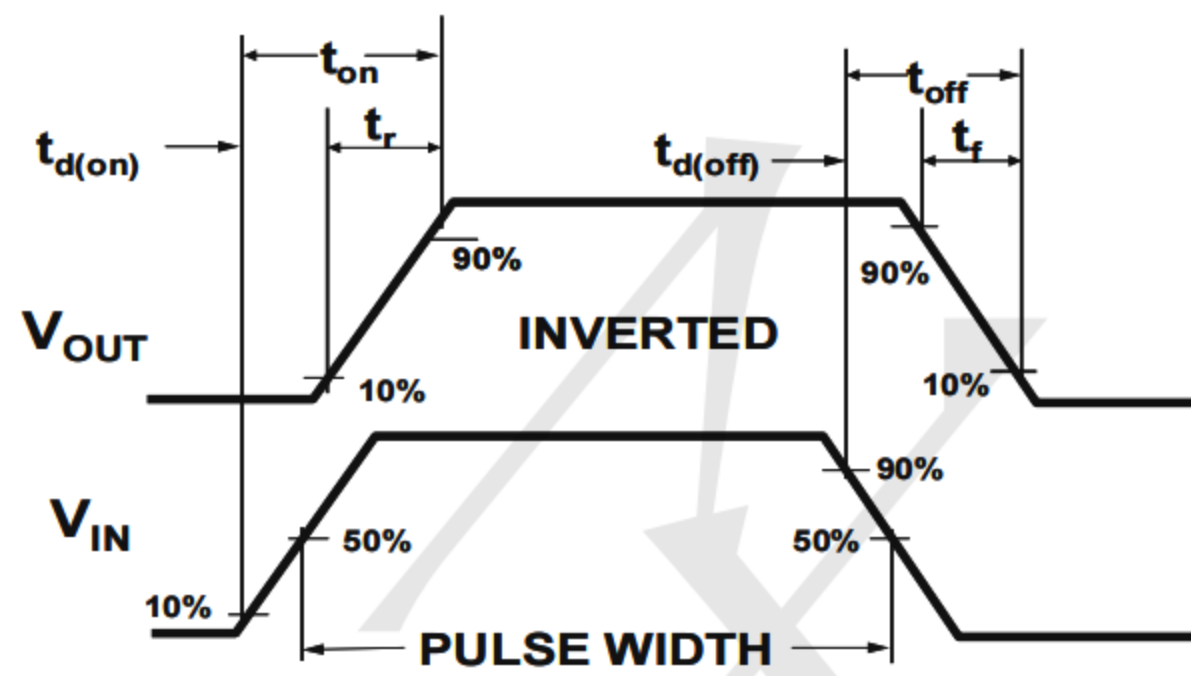 t_on
t_off
t_d(on)
t_r
t_d(off)
t_f
90%
90%
V_OUT
INVERTED
10%
10%
90%
V_IN
50%
50%
10%
PULSE WIDTH